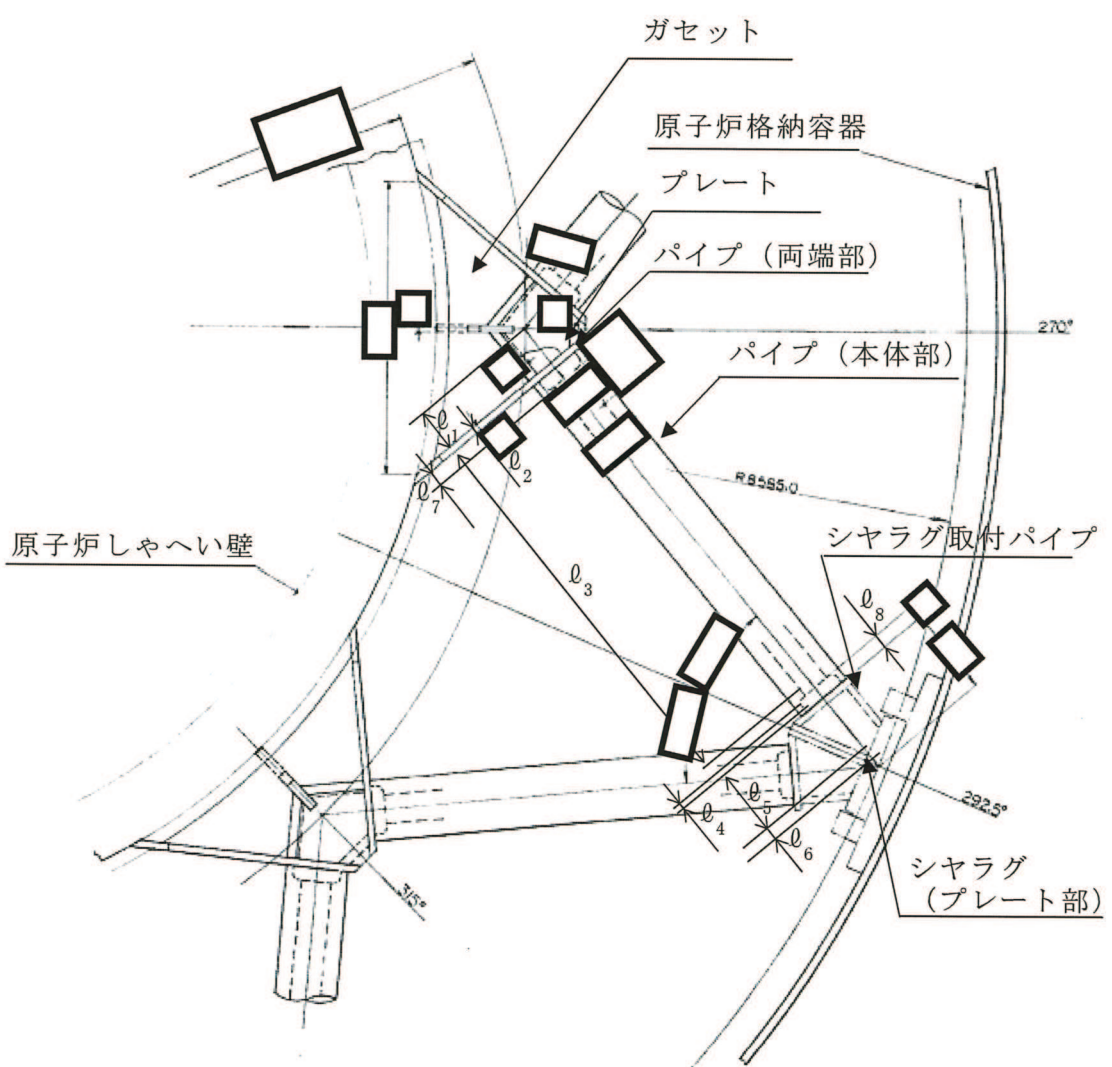 ガセット
原子炉格納容器
プレート
パイプ（両端部）
270°
パイプ（本体部）
ℓ1
ℓ2
ℓ7
R8585.0
原子炉しゃへい壁
シヤラグ取付パイプ
ℓ3
ℓ8
ℓ4
ℓ5
ℓ6
292.5°
シヤラグ
（プレート部）
315°